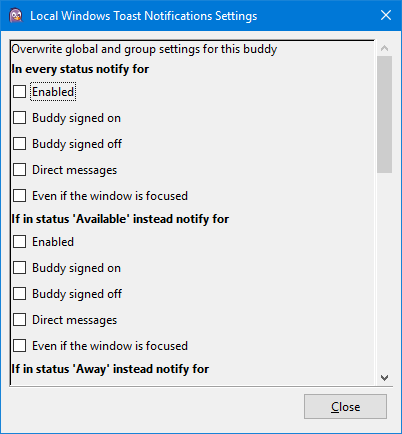 Local Windows Toast Notifications Settings
Overwrite global and group settings for this buddy
In every status notify for
Enabled
Buddy signed on
Buddy signed off
Direct messages
Even if the window is focused
If in status 'Available' instead notify for
Enabled
Buddy signed on
Buddy signed off
Direct messages
Even if the window is focused
If in status 'Away' instead notify for
Close